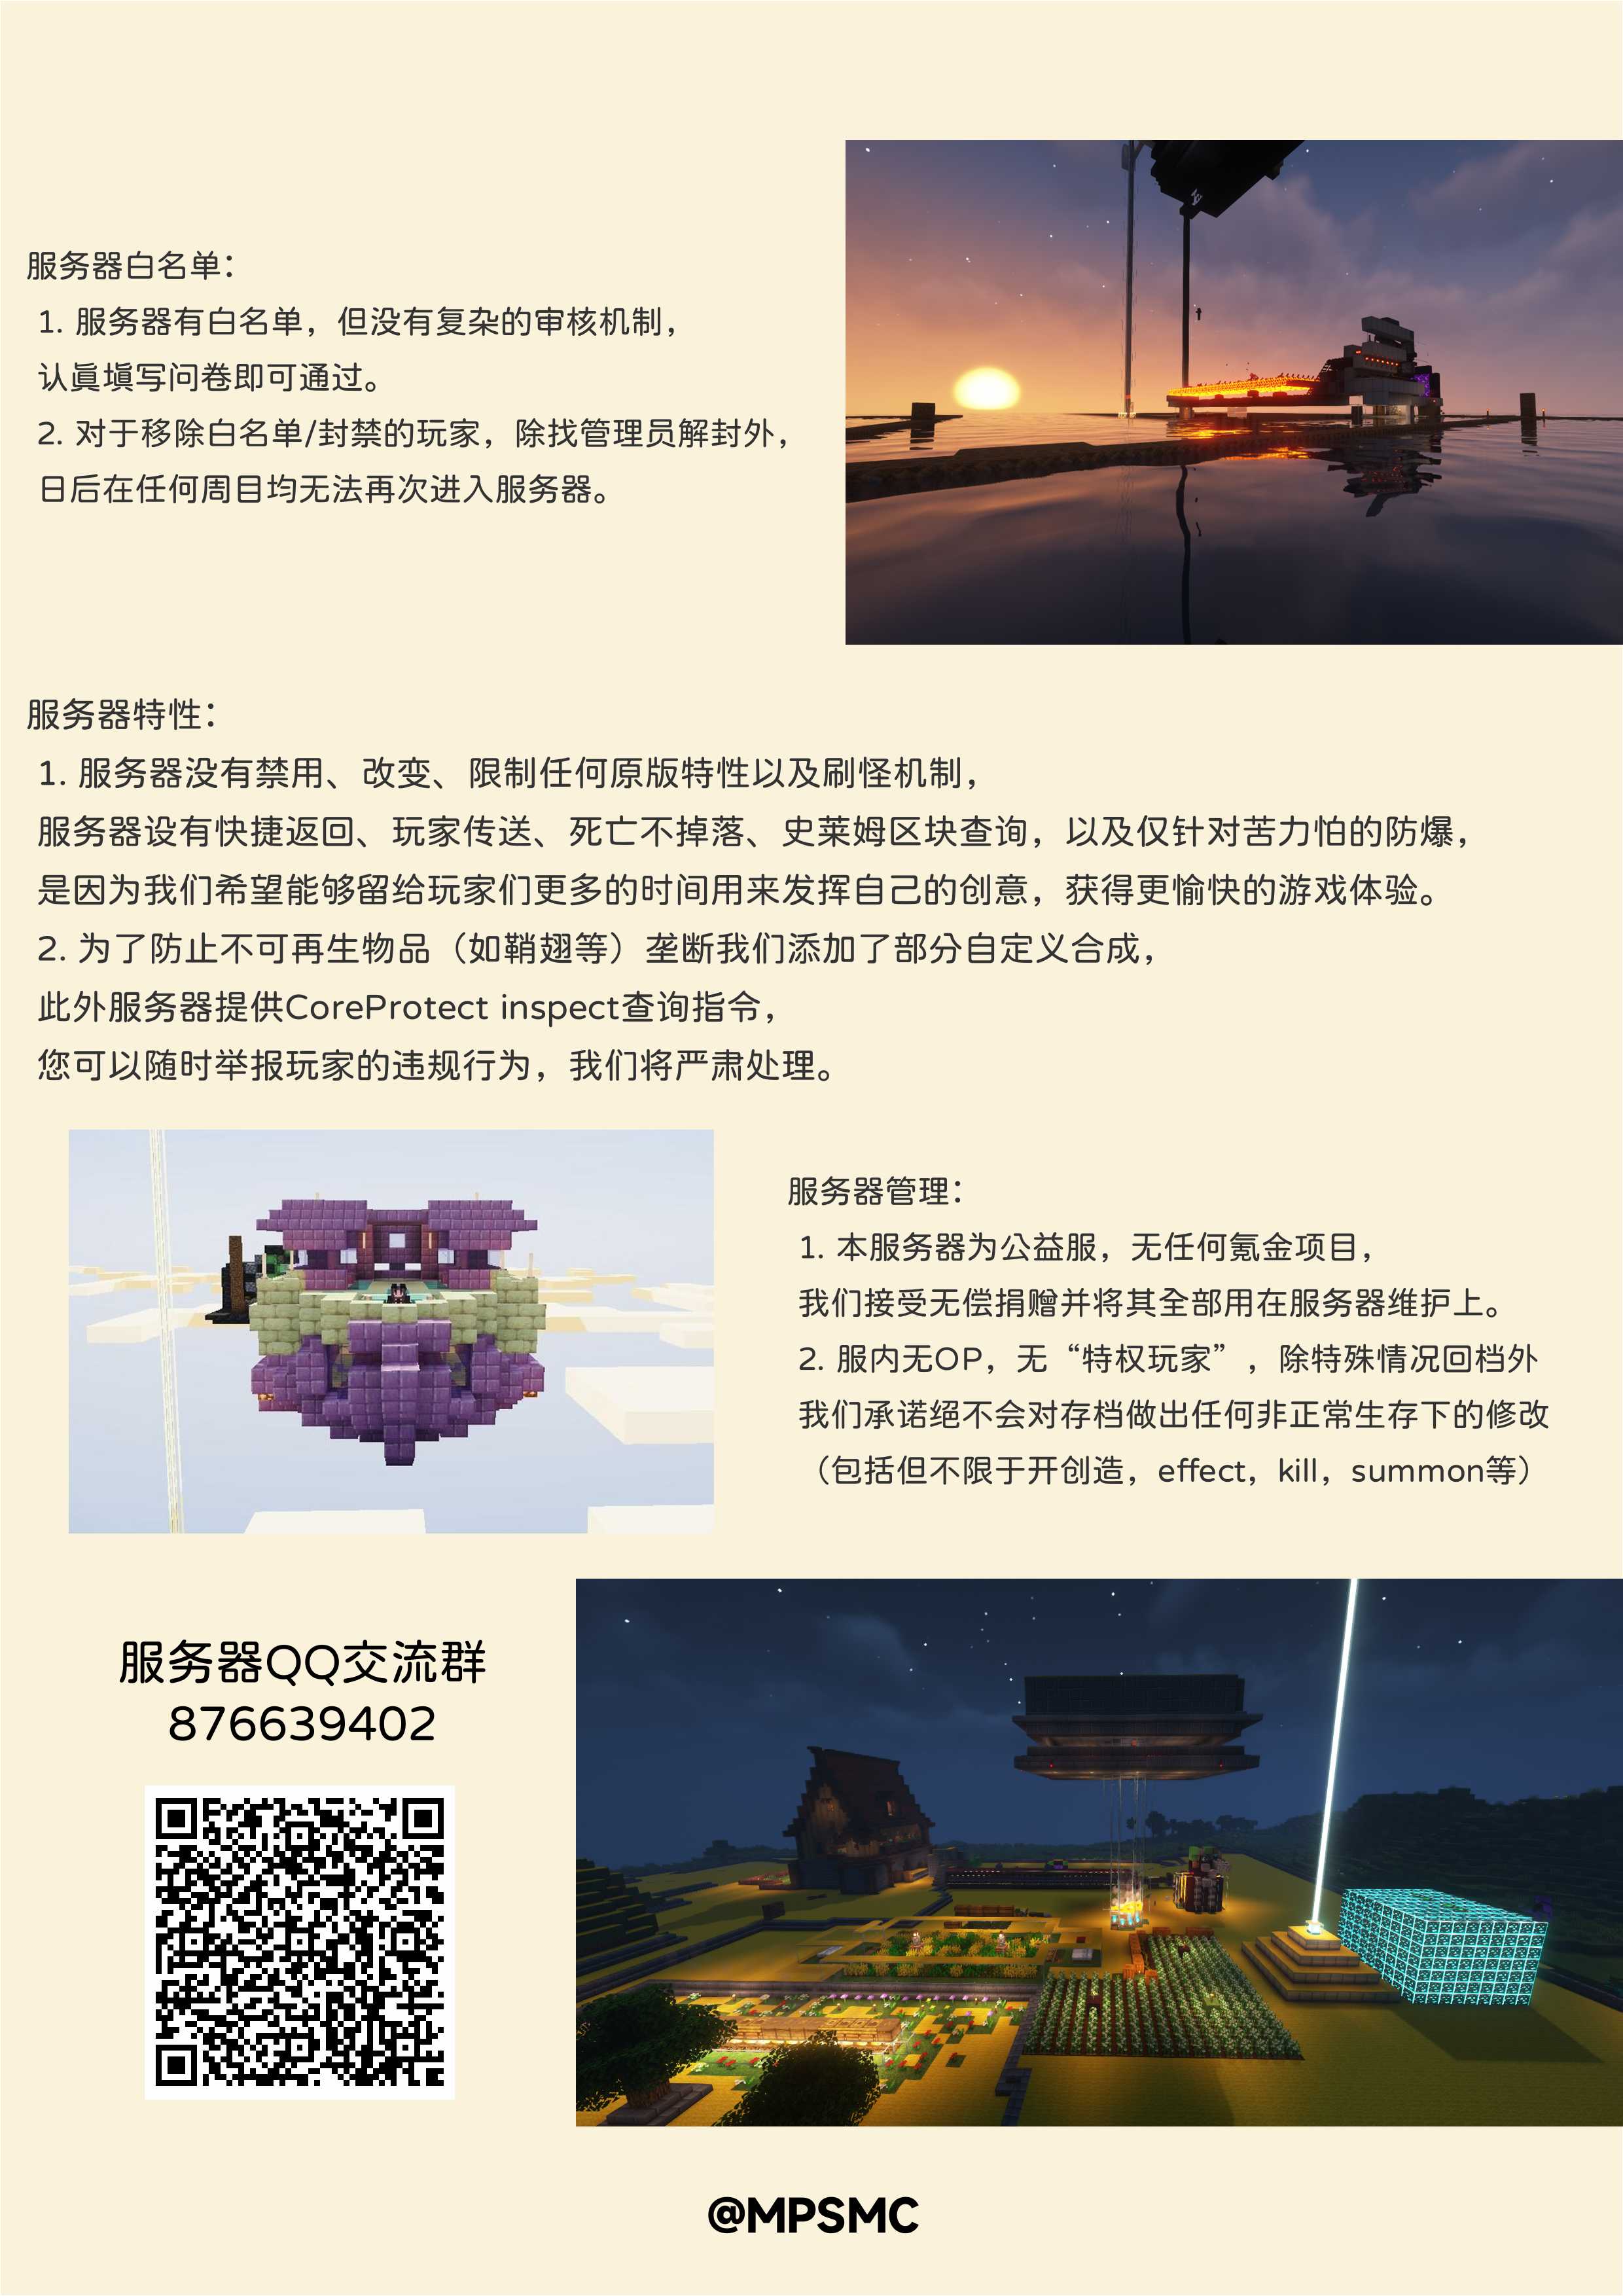 服务器白名单：
1. 服务器有白名单，但没有复杂的审核机制，
认眞塡写问卷即可通过。
2. 对于移除白名单/封禁的玩家，除找管理员解封外，
日后在任何周目均无法再次进入服务器。
服务器特性：
1. 服务器没有禁用、改变、限制任何原版特性以及刷怪机制，
服务器设有快捷返回、玩家传送、死亡不掉落、史莱姆区块查询，以及仅针对苦力怕的防爆，
是因为我们希望能够留给玩家们更多的时间用来发挥自己的创意，获得更愉快的游戏体验。
2. 为了防止不可再生物品（如鞘翅等）垄断我们添加了部分自定义合成，
此外服务器提供CoreProtect inspect查询指令，
您可以随时举报玩家的违规行为，我们将严肃处理。
服务器管理：
1. 本服务器为公益服，无任何氪金项目，
我们接受无偿捐赠并将其全部用在服务器维护上。
2. 服内无OP，无“特权玩家”，除特殊情况回档外
我们承诺绝不会对存档做出任何非正常生存下的修改
（包括但不限于开创造，effect，kill，summon等）
服务器QQ交流群
876639402
@MPSMC